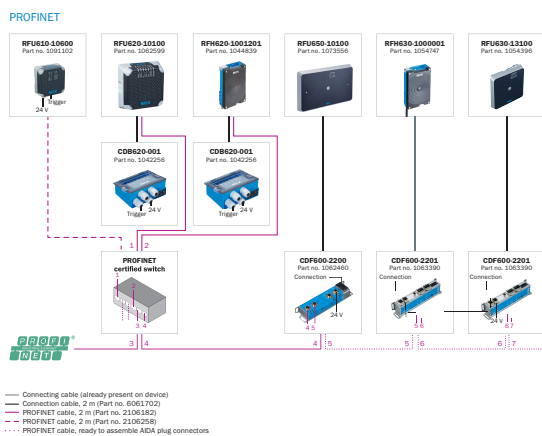 PROFINET
RFU610-10600
Part no. 1091102
RFU620-10100
Part no. 1062599
RFH620-1001201
Part no. 1044839
RFU650-10100
Part no. 1073556
RFH630-1000001
Part no. 1054747
RFU630-13100
Part no. 1054396
Trigger
24 V
CDB620-001
Part no. 1042256
CDB620-001
Part no. 1042256
24 V
Trigger
24 V
Trigger
1 2
PROFINET
certified switch
1
2
3 4
CDF600-2200
Part no. 1062460
Connection
24 V
4 5
CDF600-2201
Part no. 1063390
Connection
24 V
5 6
CDF600-2201
Part no. 1063390
Connection
24 V
6 7
PROFI
NET
®
3 4
4 5
5 6
6 7
Connecting cable (already present on device)
Connection cable, 2 m (Part no. 6061702)
PROFINET cable, 2 m (Part no. 2106182)
PROFINET cable, 2 m (Part no. 2106258)
PROFINET cable, ready to assemble AIDA plug connectors